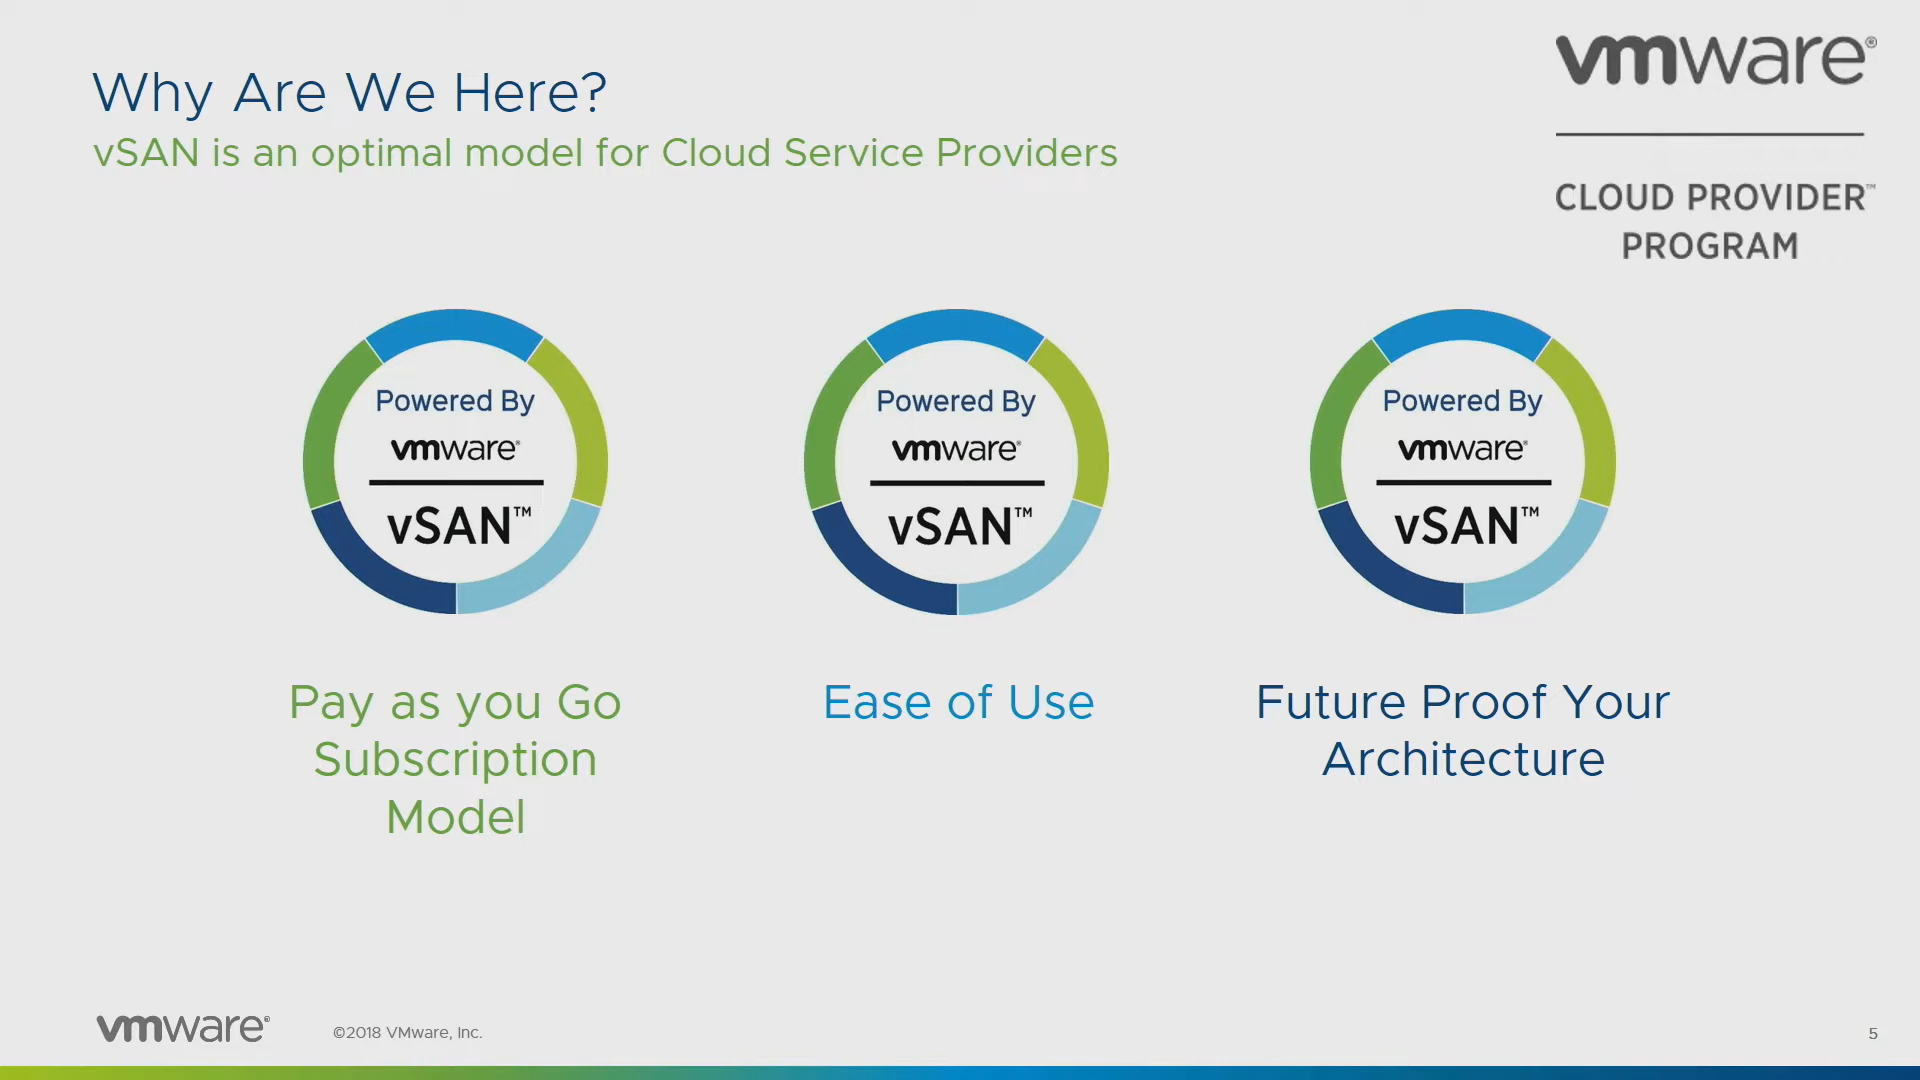 Why Are We Here?
vSAN is an optimal model for Cloud Service Providers
vmware®
CLOUD PROVIDER™
PROGRAM
Powered By
vmware®
vSAN™
Powered By
vmware®
vSAN™
Powered By
vmware®
vSAN™
Pay as you Go
Subscription
Model
Ease of Use
Future Proof Your
Architecture
vmware®
©2018 VMware, Inc.
5